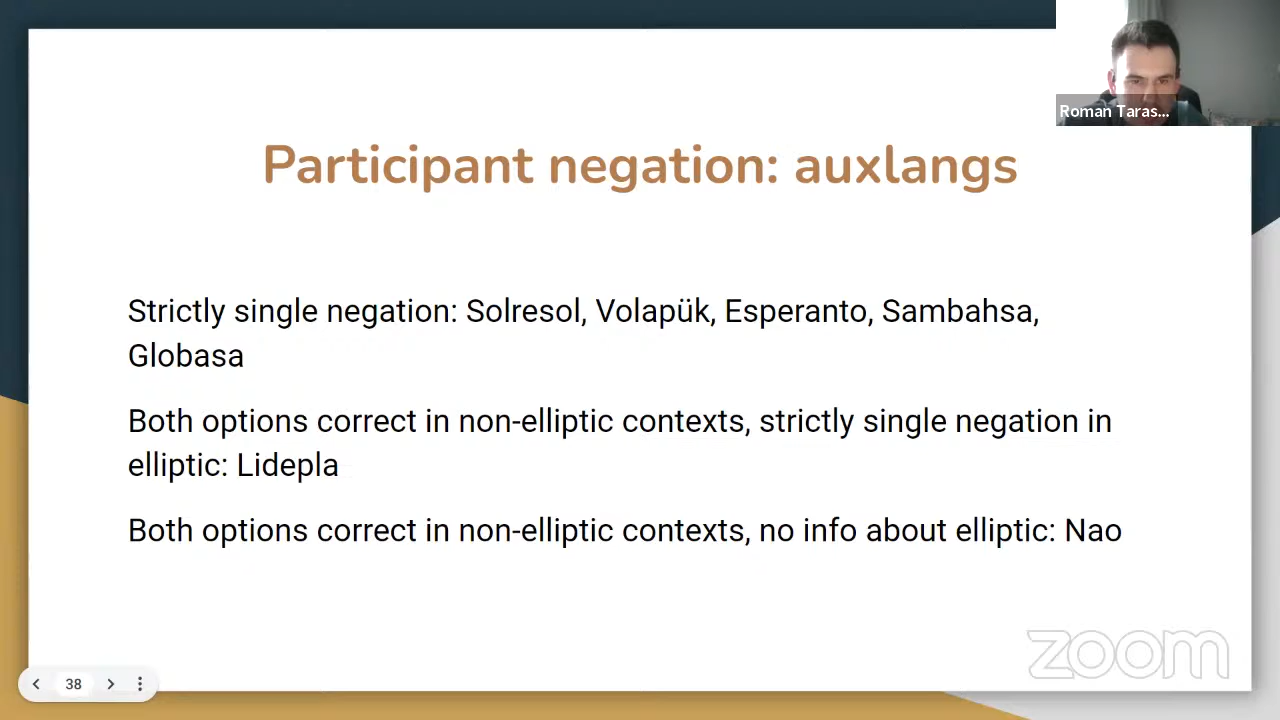 Roman Taras...
Participant negation: auxlangs
Strictly single negation: Solresol, Volapük, Esperanto, Sambahsa,
Globasa
Both options correct in non-elliptic contexts, strictly single negation in
elliptic: Lidepla
Both options correct in non-elliptic contexts, no info about elliptic: Nao
zoom
38